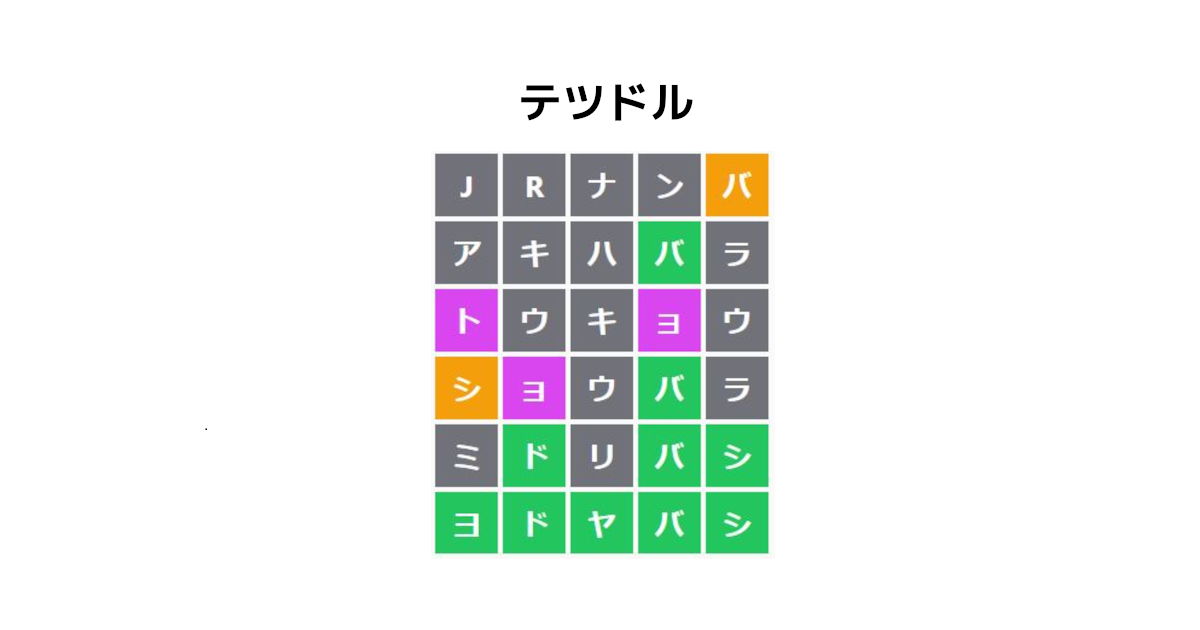 テツドル
J R ナ ン バ
ア キ ハ バ ラ
ト ウ キ ョ ウ
シ ョ ウ バ ラ
ミ ド リ バ シ
ヨ ド ヤ バ シ